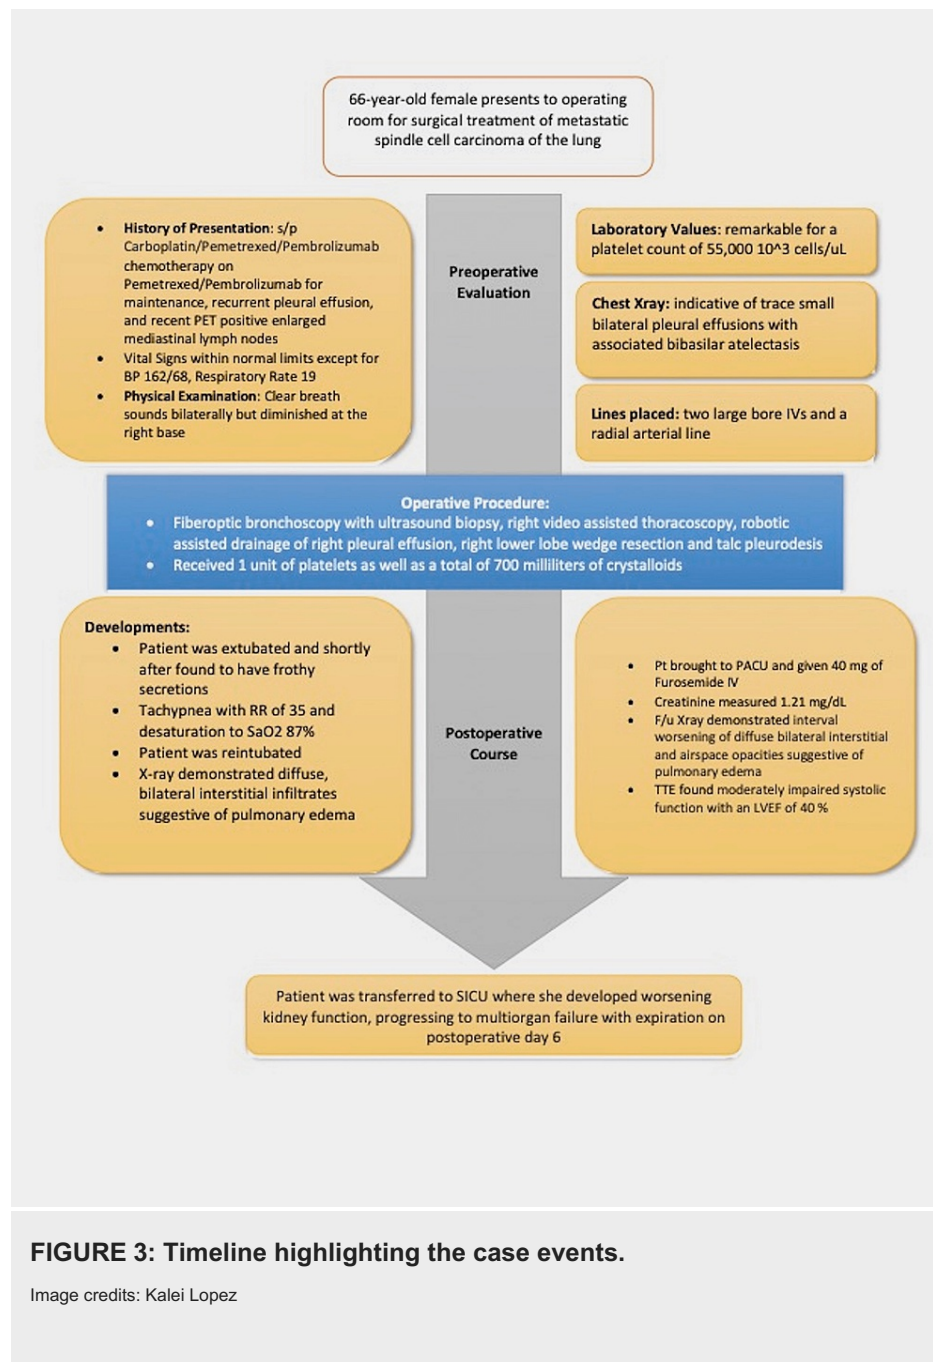 66-year-old female presents to operating
room for surgical treatment of metastatic
spindle cell carcinoma of the lung
• History of Presentation: s/p
Carboplatin/Pemetrexed/Pembrolizumab
chemotherapy on
Pemetrexed/Pembrolizumab for
maintenance, recurrent pleural effusion,
and recent PET positive enlarged
mediastinal lymph nodes
• Vital Signs within normal limits except for
BP 162/68, Respiratory Rate 19
• Physical Examination: Clear breath
sounds bilaterally but diminished at the
right base
Preoperative
Evaluation
Laboratory Values: remarkable for a
platelet count of 55,000 10^3 cells/uL
Chest Xray: indicative of trace small
bilateral pleural effusions with
associated bibasilar atelectasis
Lines placed: two large bore IVs and a
radial arterial line
Operative Procedure:
• Fiberoptic bronchoscopy with ultrasound biopsy, right video assisted thoracoscopy, robotic
assisted drainage of right pleural effusion, right lower lobe wedge resection and talc pleurodesis
• Received 1 unit of platelets as well as a total of 700 milliliters of crystalloids
Developments:
• Patient was extubated and shortly
after found to have frothy
secretions
• Tachypnea with RR of 35 and
desaturation to SaO2 87%
• Patient was reintubated
• X-ray demonstrated diffuse,
bilateral interstitial infiltrates
suggestive of pulmonary edema
Postoperative
Course
• Pt brought to PACU and given 40 mg of
Furosemide IV
• Creatinine measured 1.21 mg/dL
• F/u Xray demonstrated interval
worsening of diffuse bilateral interstitial
and airspace opacities suggestive of
pulmonary edema
• TTE found moderately impaired systolic
function with an LVEF of 40 %
Patient was transferred to SICU where she developed worsening
kidney function, progressing to multiorgan failure with expiration on
postoperative day 6
FIGURE 3: Timeline highlighting the case events.
Image credits: Kalei Lopez